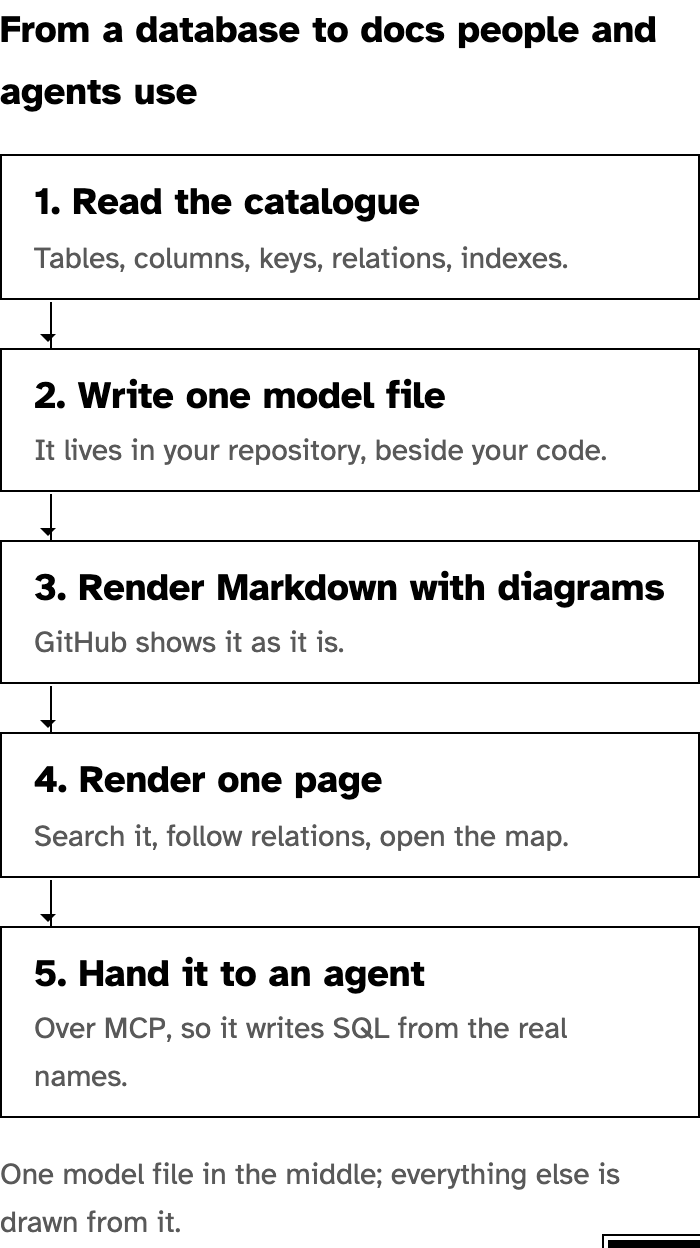 From a database to docs people and
agents use
1. Read the catalogue
Tables, columns, keys, relations, indexes.
2. Write one model file
It lives in your repository, beside your code.
3. Render Markdown with diagrams
GitHub shows it as it is.
4. Render one page
Search it, follow relations, open the map.
5. Hand it to an agent
Over MCP, so it writes SQL from the real
names.
One model file in the middle; everything else is
drawn from it.